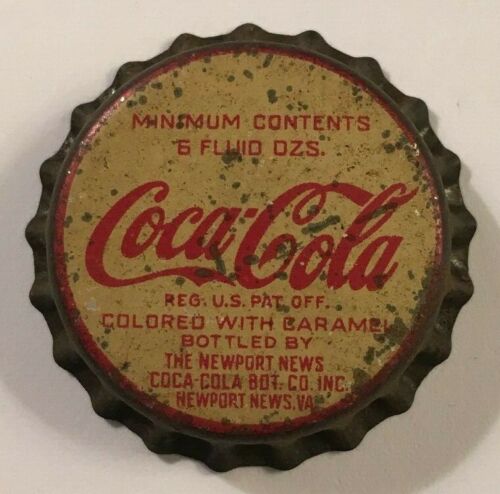 MINIMUM CONTENTS
6 FLUID OZS.
Coca-Cola
REG. U.S. PAT. OFF.
COLORED WITH CARAMEL
BOTTLED BY
THE NEWPORT NEWS
COCA-COLA BOT. CO. INC.
NEWPORT NEWS, VA.